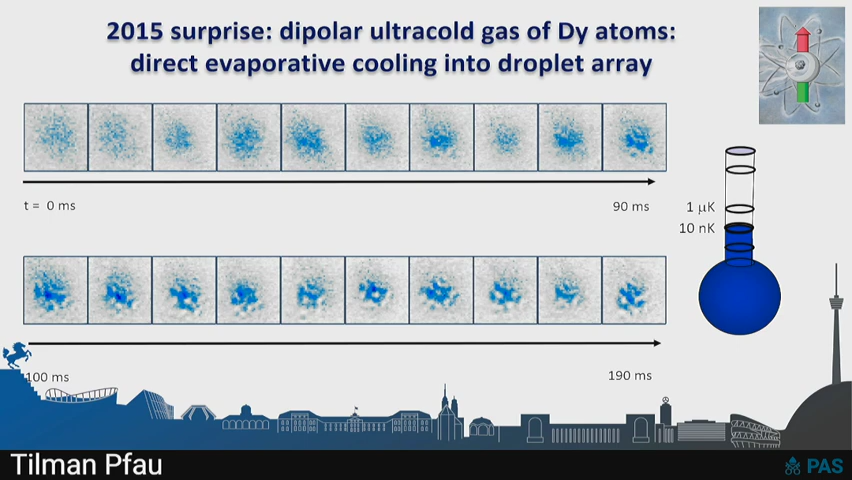 2015 surprise: dipolar ultracold gas of Dy atoms:
direct evaporative cooling into droplet array
t = 0 ms
90 ms
1 µK
10 nK
100 ms
190 ms
Tilman Pfau
PAS